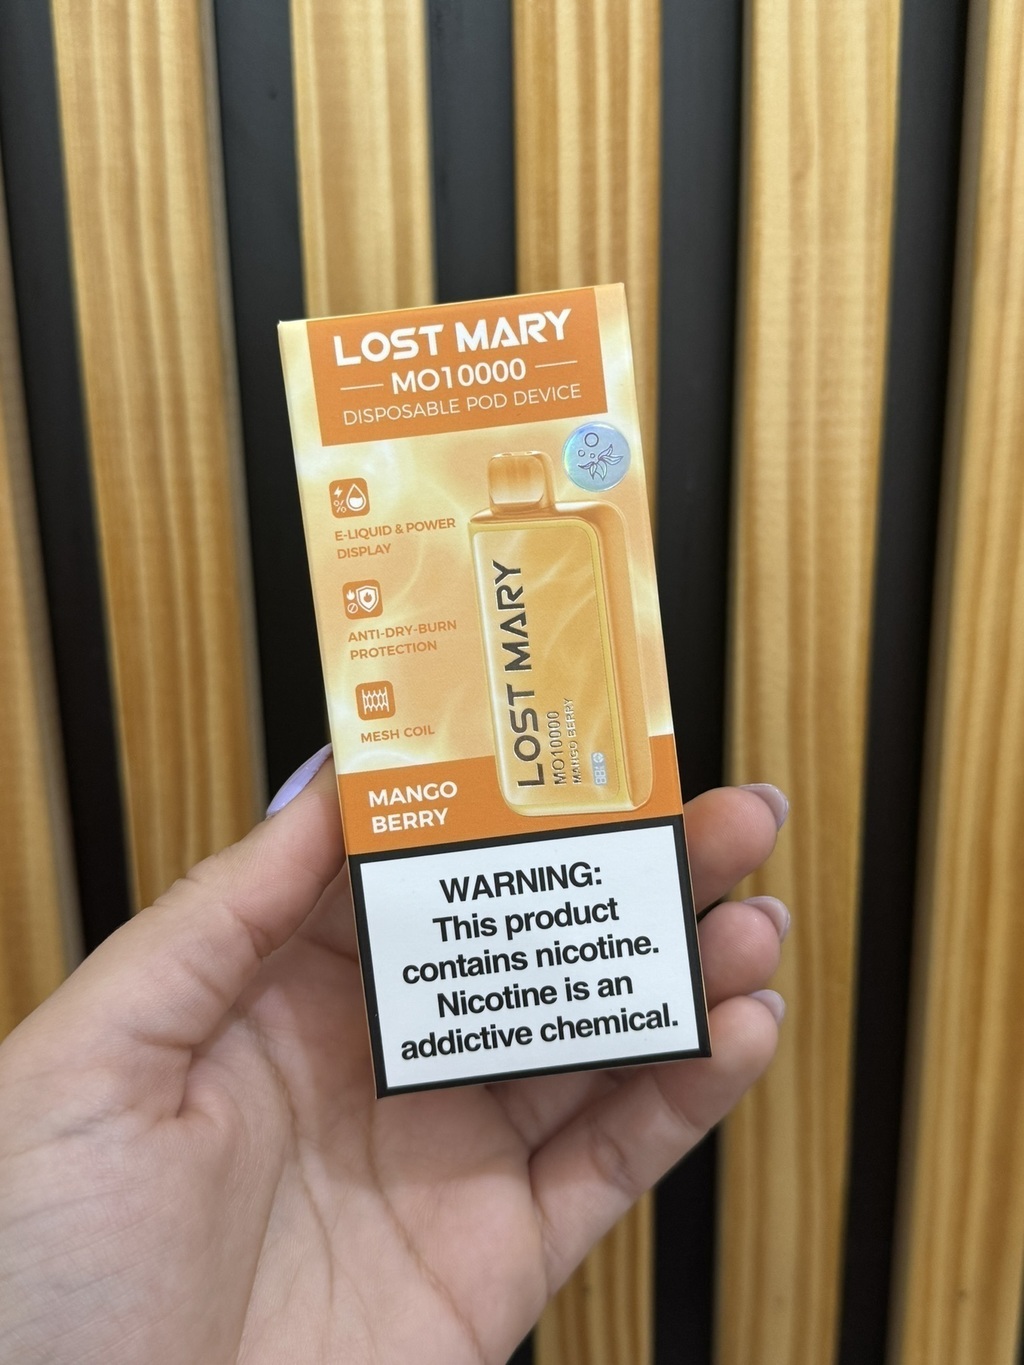 LOST MARY
MO10000
DISPOSABLE POD DEVICE
E-LIQUID & POWER
DISPLAY
ANTI-DRY-BURN
PROTECTION
MESH COIL
LOST MARY
MO10000
MANGO BERRY
MANGO
BERRY
WARNING:
This product
contains nicotine.
Nicotine is an
addictive chemical.